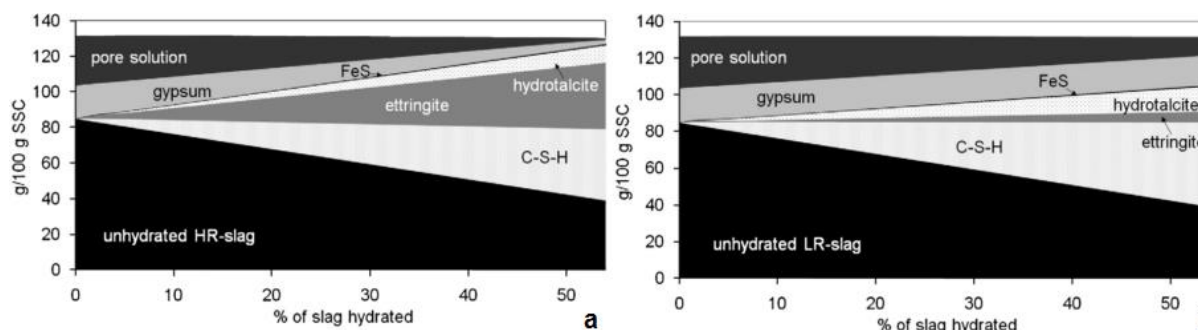 140
120
100
80
60
40
20
0
g/100 g SSC
pore solution
FeS
gypsum
hydrotalcite
ettringite
C-S-H
unhydrated HR-slag
0 10 20 30 40 50
% of slag hydrated
a
140
120
100
80
60
40
20
0
g/100 g SSC
pore solution
FeS
gypsum
hydrotalcite
ettringite
C-S-H
unhydrated LR-slag
0 10 20 30 40 50
% of slag hydrated